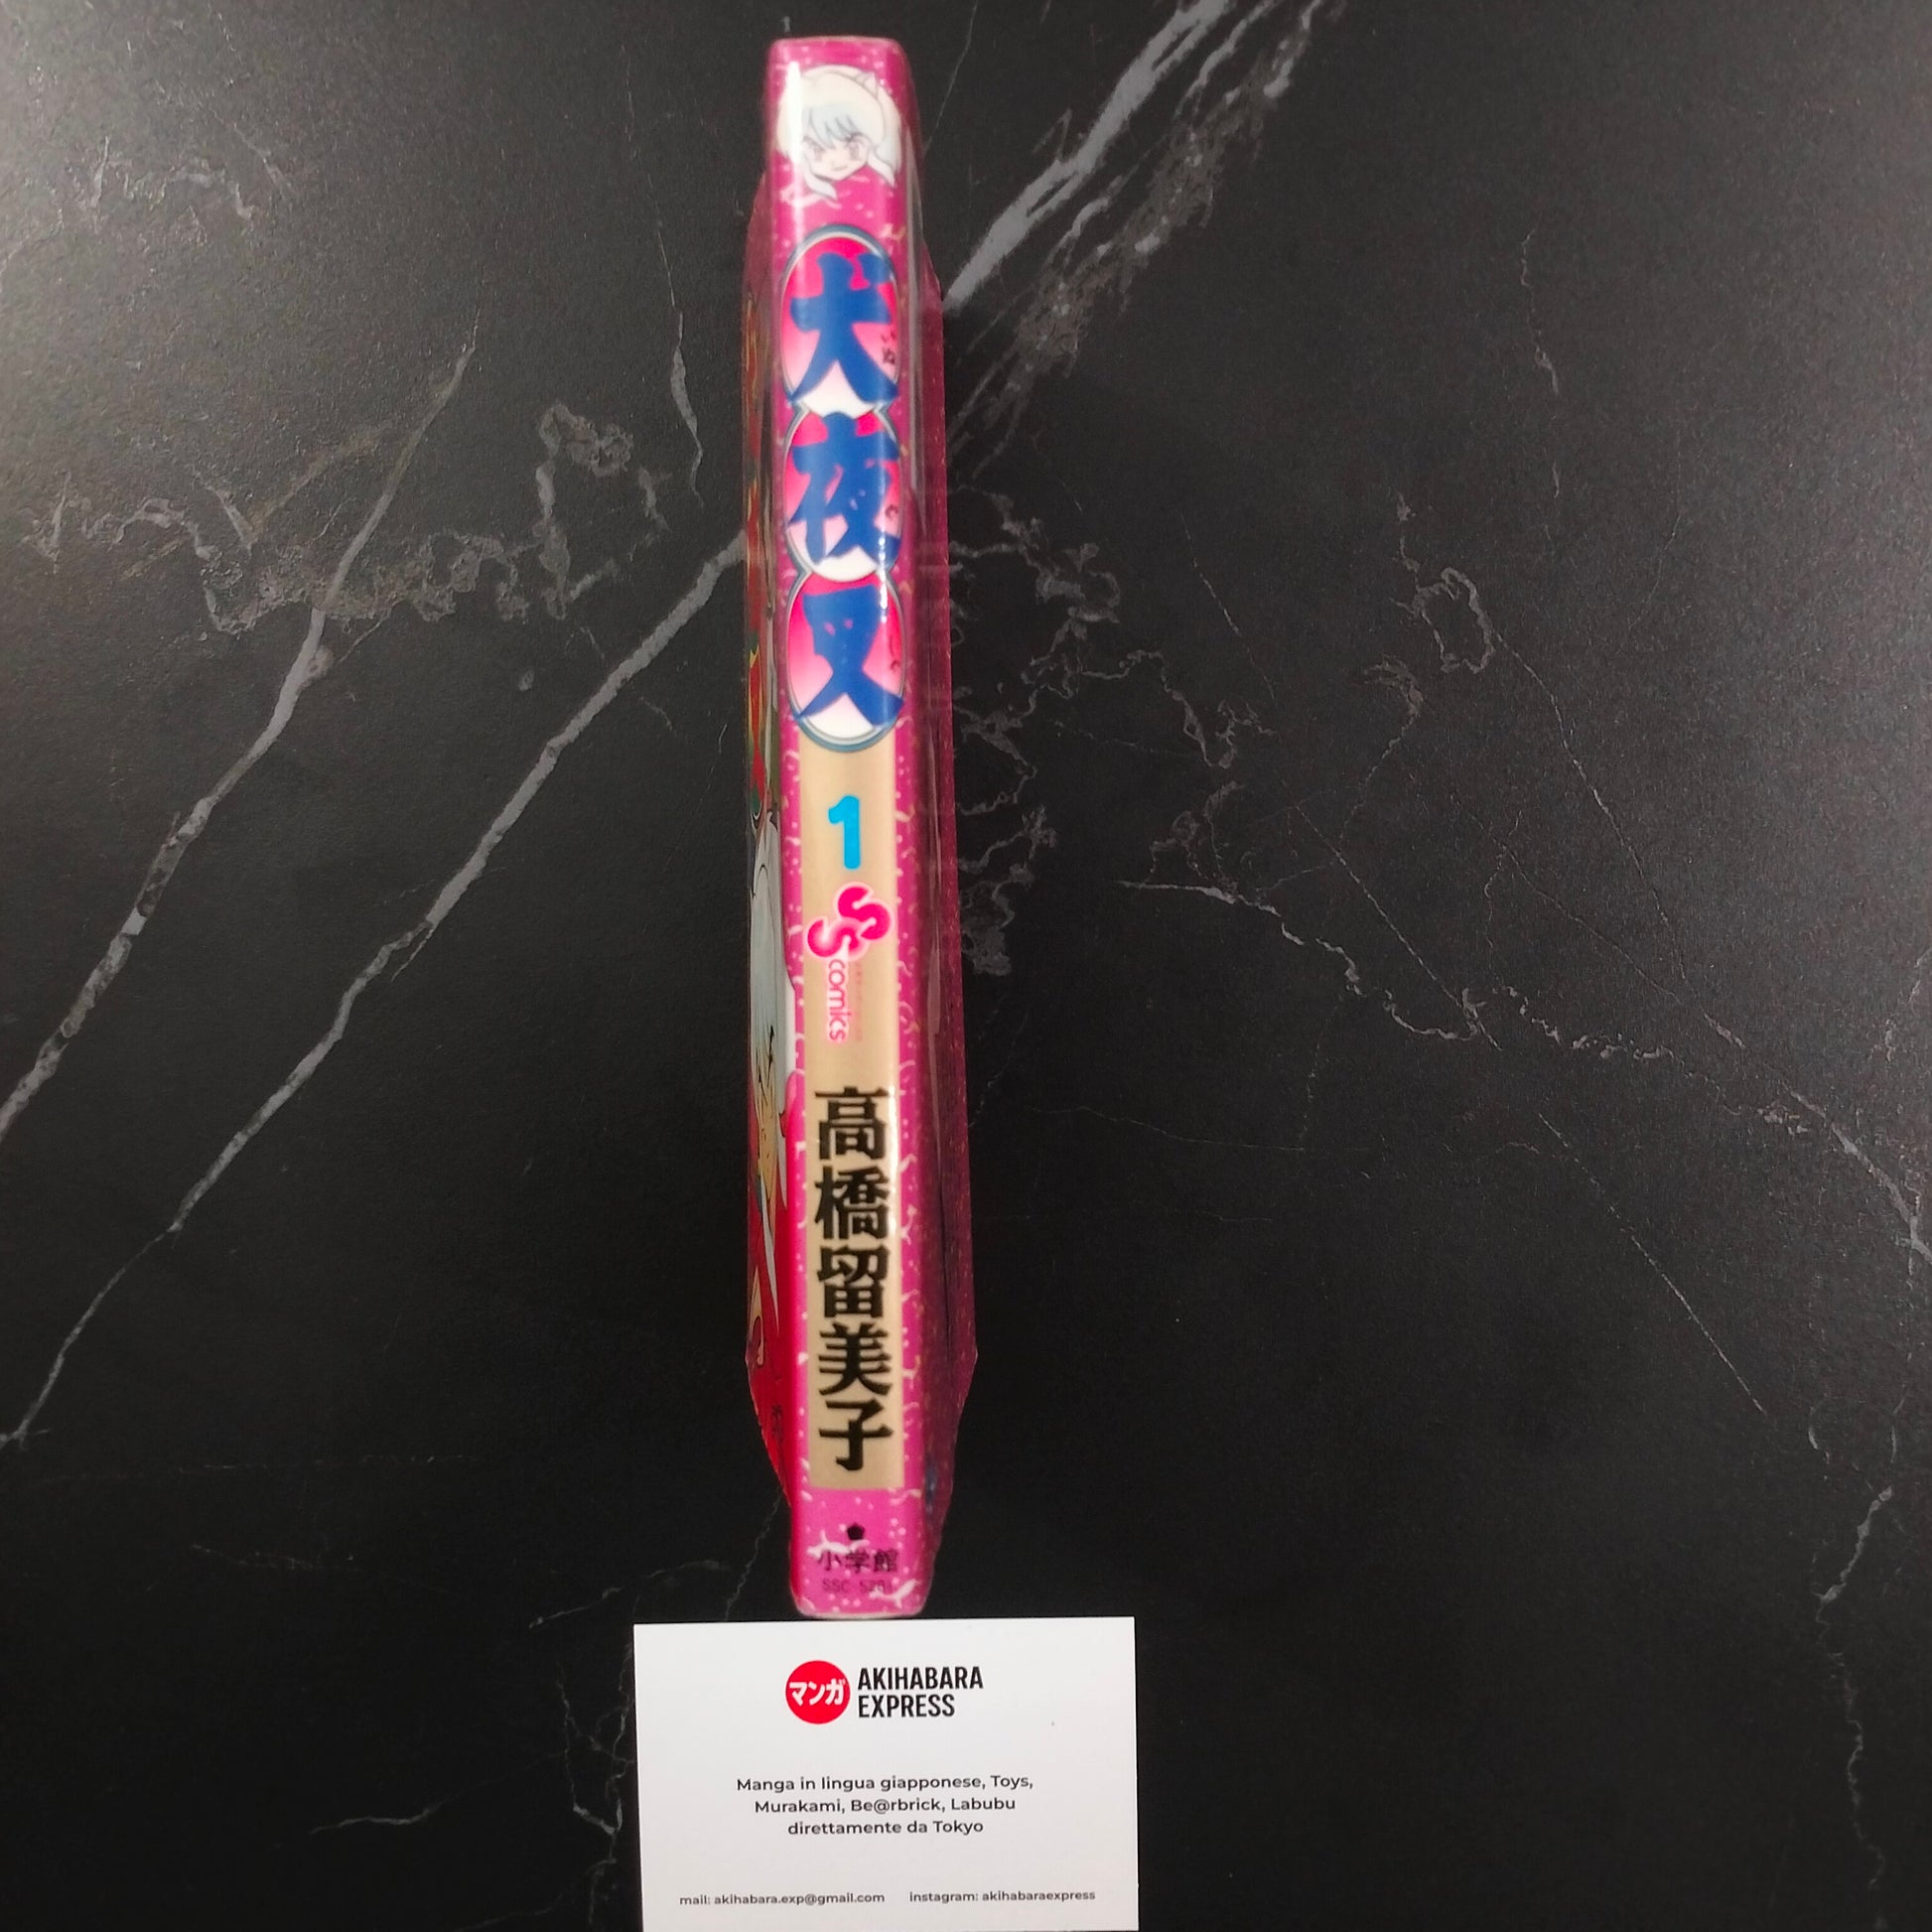 犬夜叉
1
SS
comics
高橋留美子
小学館
マンガ
AKIHABARA
EXPRESS
Manga in lingua giapponese, Toys,
Murakami, Be@rbrick, Labubu
direttamente da Tokyo
mail: akihabara.exp@gmail.com instagram: akihabaraexpress